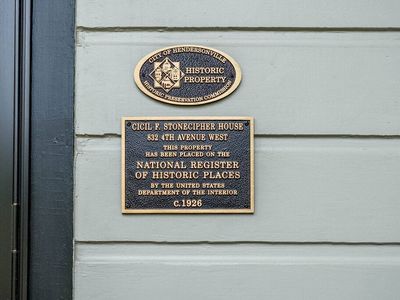 CITY OF HENDERSONVILLE
HISTORIC
PROPERTY
HISTORIC PRESERVATION COMMISSION
CICIL F. STONECIPHER HOUSE
832 4TH AVENUE WEST
THIS PROPERTY
HAS BEEN PLACED ON THE
NATIONAL REGISTER
OF HISTORIC PLACES
BY THE UNITED STATES
DEPARTMENT OF THE INTERIOR
C.1926